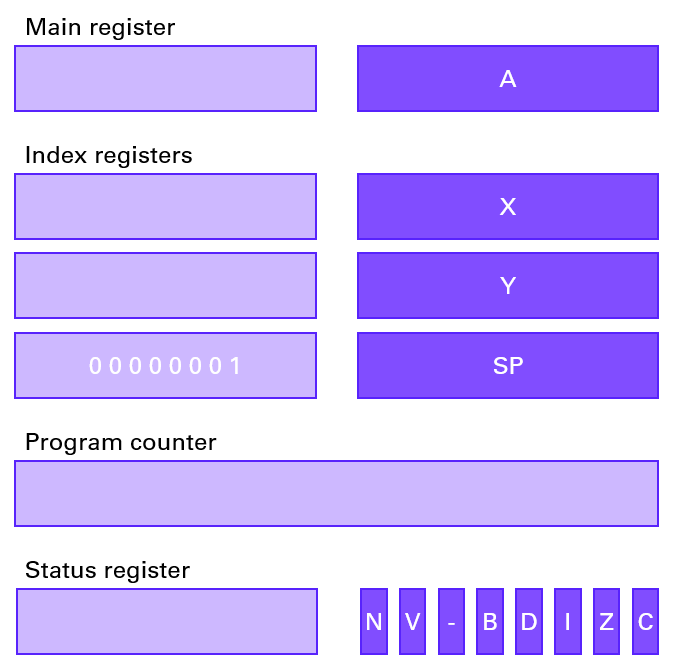 Main register
A
Index registers
X
Y
0 0 0 0 0 0 0 1 SP
Program counter
Status register
N V - B D I Z C